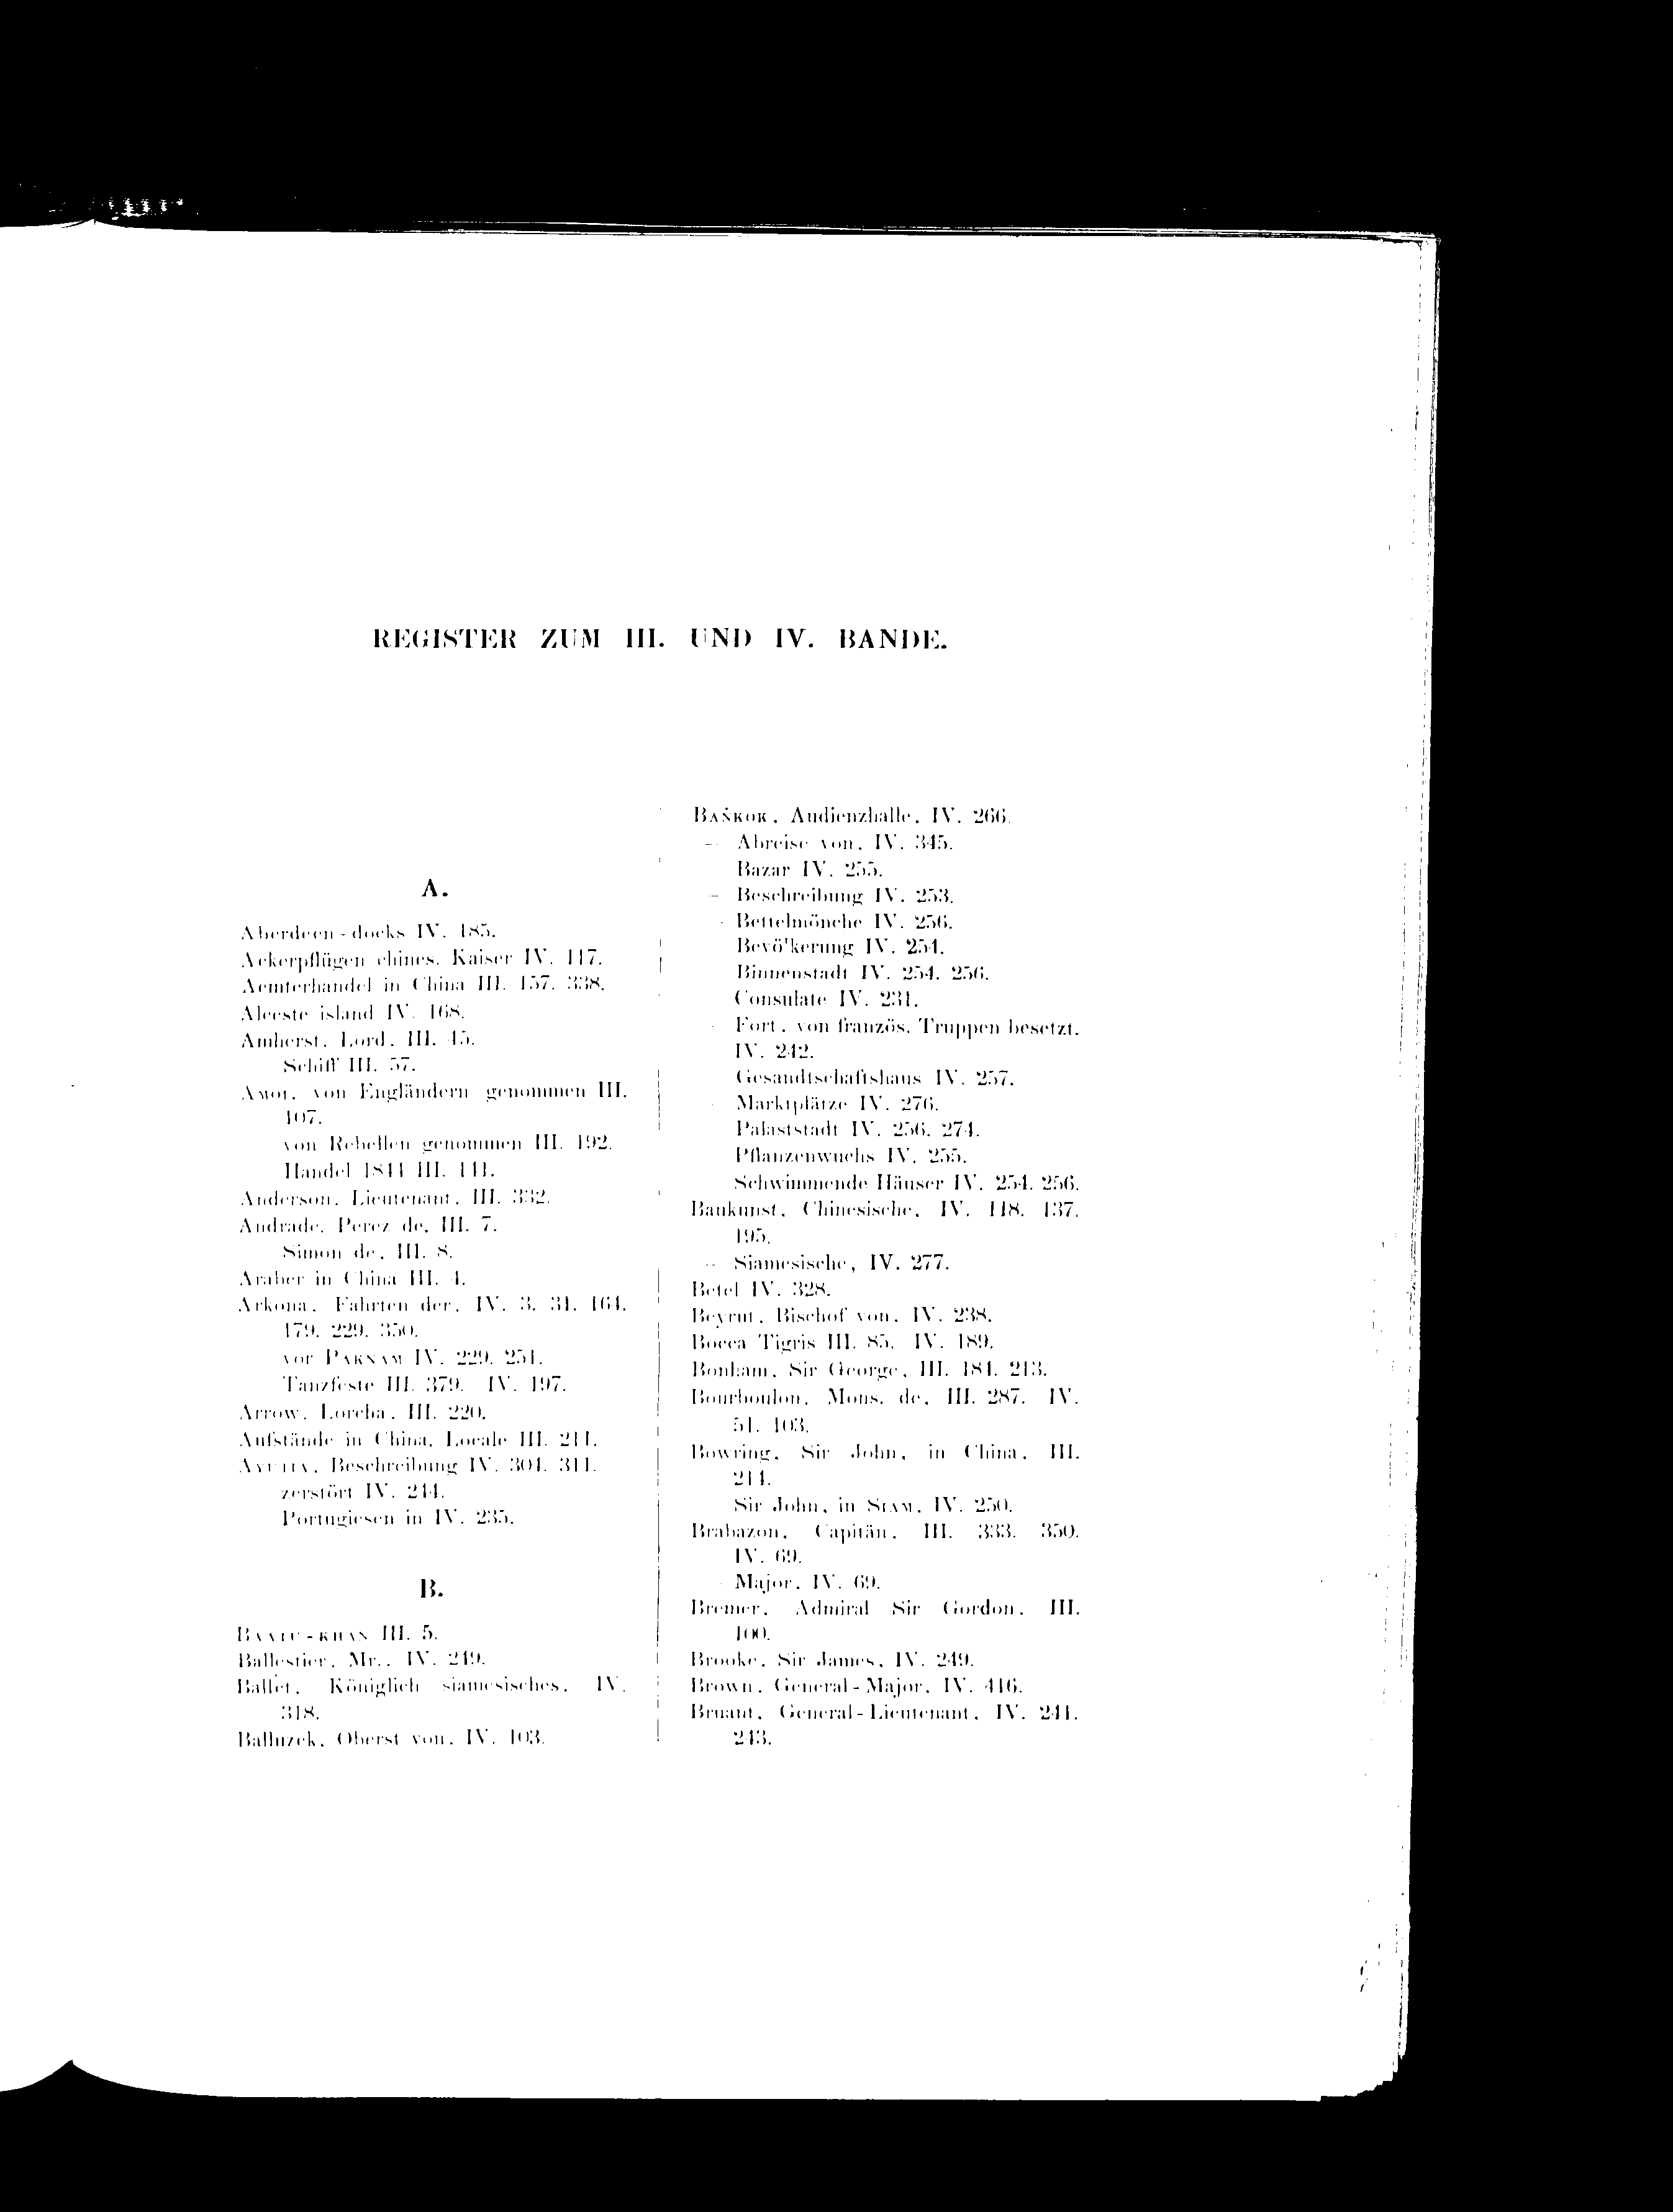 REGISTER ZUM III. UND IV. BANDE.
A.
Aberdeen-docks IV. 185.
Ackerpflügen chines. Kaiser IV. 117.
Aemterhandel in China III. 157. 338.
Alceste island IV. 168.
Amherst, Lord, III. 45.
Schiff III. 57.
Amoi, von Engländern genommen III.
107.
von Rebellen genommen III. 192.
Handel 1844 III. 141.
Anderson, Lieutenant, III. 332.
Andrade, Perez de, III. 7.
Simon de, III. 8.
Araber in China III. 4.
Arkona, Fahrten der, IV. 3. 31. 164.
179. 229. 350.
vor Paknam IV. 229. 251.
Tanzfeste III. 379. IV. 197.
Arrow, Lorcha, III. 220.
Aufstände in China, Locale III. 211.
Ayutia, Beschreibung IV. 304. 311.
zerstört IV. 244.
Portugiesen in IV. 235.
B.
Baatu-khan III. 5.
Ballestier, Mr., IV. 249.
Ballet, Königlich siamesisches, IV.
318.
Balluzek, Oberst von, IV. 103.
Baṅkok, Audienzhalle, IV. 266.
– Abreise von, IV. 345.
Bazar IV. 255.
– Beschreibung IV. 253.
- Bettelmönche IV. 256.
Bevölkerung IV. 254.
Binnenstadt IV. 254. 256.
Consulate IV. 231.
- Fort, von französ. Truppen besetzt,
IV. 242.
Gesandtschaftshaus IV. 257.
- Marktplätze IV. 276.
Palaststadt IV. 256. 274.
Pflanzenwuchs IV. 255.
Schwimmende Häuser IV. 254. 256.
Baukunst, Chinesische, IV. 118. 137.
195.
– Siamesische, IV. 277.
Betel IV. 328.
Beyrut, Bischof von, IV. 238.
Bocca Tigris III. 85. IV. 189.
Bonham, Sir George, III. 184. 213.
Bourboulon, Mons. de, III. 287. IV.
51. 103.
Bowring, Sir John, in China, III.
214.
Sir John, in Siam, IV. 250.
Brabazon, Capitän, III. 333. 350.
IV. 69.
- Major, IV. 69.
Bremer, Admiral Sir Gordon, III.
100.
Brooke, Sir James, IV. 249.
Brown, General-Major, IV. 416.
Bruant, General-Lieutenant, IV. 241.
243.